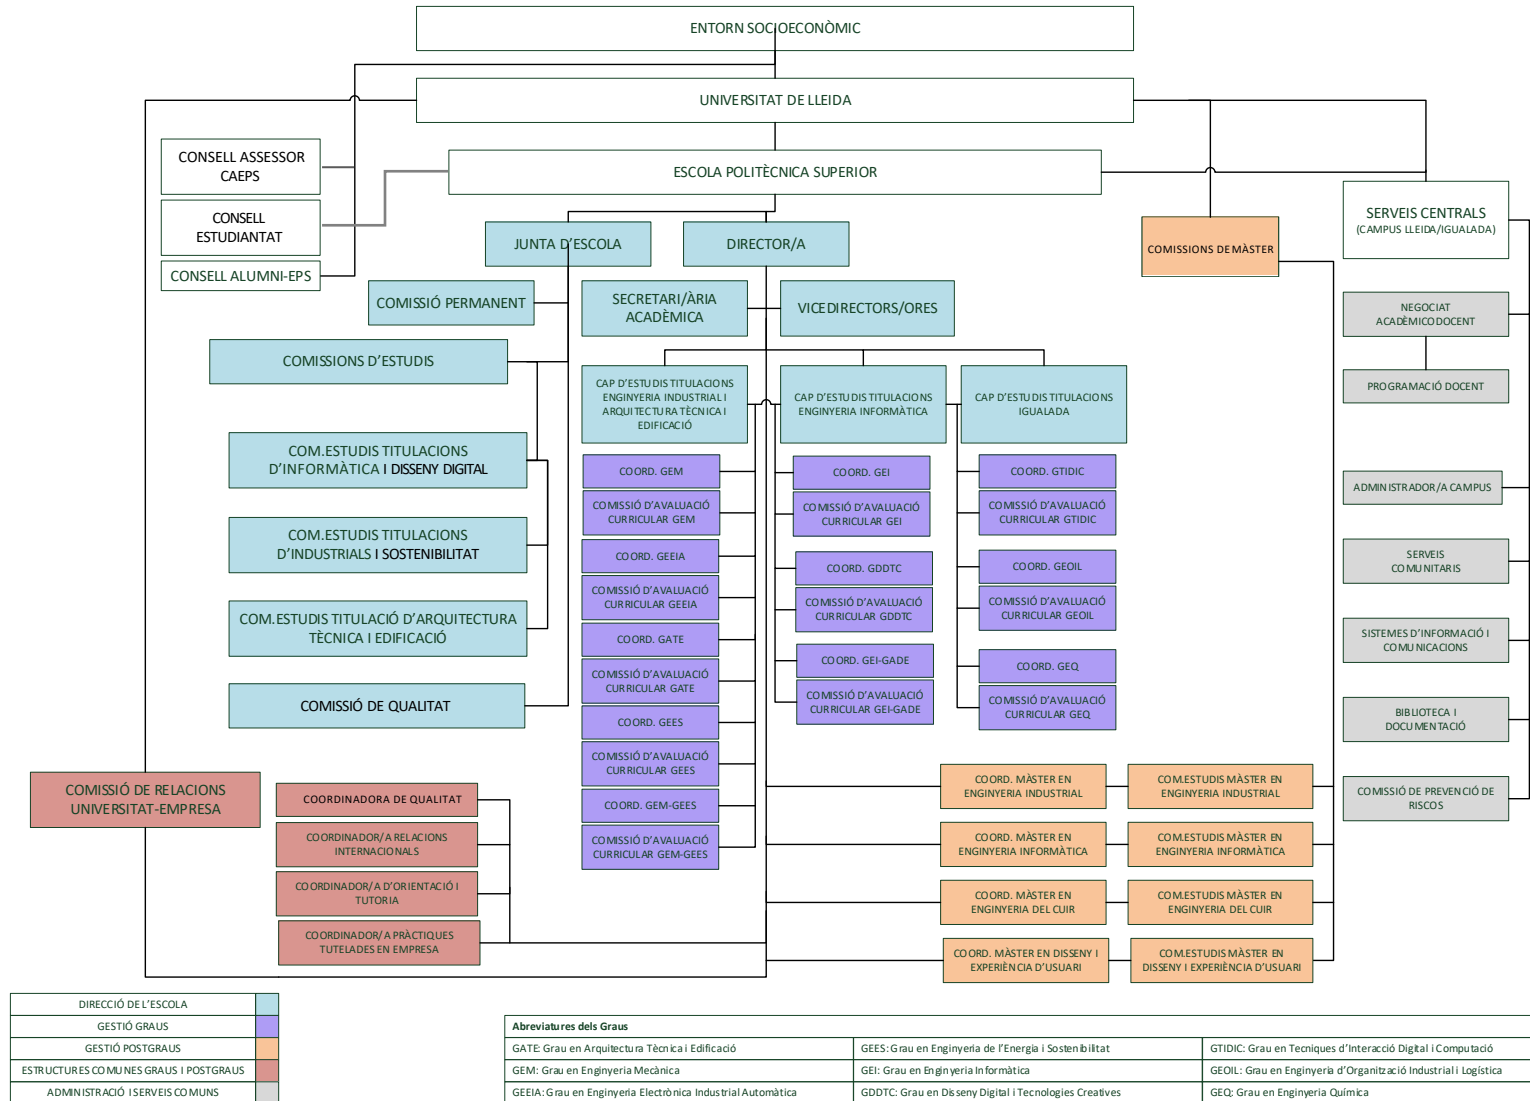 ENTORN SOCIOECONÒMIC
UNIVERSITAT DE LLEIDA
CONSELL ASSESSOR
CAEPS
ESCOLA POLITÈCNICA SUPERIOR
CONSELL
ESTUDIANTAT
SERVEIS CENTRALS
(CAMPUS LLEIDA/IGUALADA)
JUNTA D'ESCOLA
DIRECTOR/A
COMISSIONS DE MÀSTER
CONSELL ALUMNI-EPS
COMISSIÓ PERMANENT
SECRETARI/ÀRIA
ACADÈMICA
VICEDIRECTORS/ORES
NEGOCIAT
ACADÈMICODOCENT
COMISSIONS D'ESTUDIS
PROGRAMACIÓ DOCENT
CAP D'ESTUDIS TITULACIONS
ENGINYERIA INDUSTRIAL I
ARQUITECTURA TÈCNICA I
EDIFICACIÓ
CAP D'ESTUDIS TITULACIONS
ENGINYERIA INFORMÀTICA
CAP D'ESTUDIS TITULACIONS
IGUALADA
COM.ESTUDIS TITULACIONS
D'INFORMÀTICA I DISSENY DIGITAL
COM.ESTUDIS TITULACIONS
D'INDUSTRIALS I SOSTENIBILITAT
COM.ESTUDIS TITULACIÓ D'ARQUITECTURA
TÈCNICA I EDIFICACIÓ
COMISSIÓ DE QUALITAT
COORD. GEM
COMISSIÓ D'AVALUACIÓ
CURRICULAR GEM
COORD. GEEIA
COMISSIÓ D'AVALUACIÓ
CURRICULAR GEEIA
COORD. GATE
COMISSIÓ D'AVALUACIÓ
CURRICULAR GATE
COORD. GEES
COMISSIÓ D'AVALUACIÓ
CURRICULAR GEES
COORD. GEM-GEES
COMISSIÓ D'AVALUACIÓ
CURRICULAR GEM-GEES
COORD. GEI
COMISSIÓ D'AVALUACIÓ
CURRICULAR GEI
COORD. GDDTC
COMISSIÓ D'AVALUACIÓ
CURRICULAR GDDTC
COORD. GEI-GADE
COMISSIÓ D'AVALUACIÓ
CURRICULAR GEI-GADE
COORD. GTIDIC
COMISSIÓ D'AVALUACIÓ
CURRICULAR GTIDIC
COORD. GEOIL
COMISSIÓ D'AVALUACIÓ
CURRICULAR GEOIL
COORD. GEQ
COMISSIÓ D'AVALUACIÓ
CURRICULAR GEQ
ADMINISTRADOR/A CAMPUS
SERVEIS
COMUNITARIS
SISTEMES D'INFORMACIÓ I
COMUNICACIONS
BIBLIOTECA I
DOCUMENTACIÓ
COMISSIÓ DE PREVENCIÓ DE
RISCOS
COMISSIÓ DE RELACIONS
UNIVERSITAT-EMPRESA
COORDINADORA DE QUALITAT
COORDINADOR/A RELACIONS
INTERNACIONALS
COORDINADOR/A D'ORIENTACIÓ I
TUTORIA
COORDINADOR/A PRÀCTIQUES
TUTELADES EN EMPRESA
COORD. MÀSTER EN
ENGINYERIA INDUSTRIAL
COM.ESTUDIS MÀSTER EN
ENGINYERIA INDUSTRIAL
COORD. MÀSTER EN
ENGINYERIA INFORMÀTICA
COM.ESTUDIS MÀSTER EN
ENGINYERIA INFORMÀTICA
COORD. MÀSTER EN
ENGINYERIA DEL CUIR
COM.ESTUDIS MÀSTER EN
ENGINYERIA DEL CUIR
COORD. MÀSTER EN DISSENY I
EXPERIÈNCIA D'USUARI
COM.ESTUDIS MÀSTER EN
DISSENY I EXPERIÈNCIA D'USUARI
DIRECCIÓ DE L'ESCOLA
GESTIÓ GRAUS
GESTIÓ POSTGRAUS
ESTRUCTURES COMUNES GRAUS I POSTGRAUS
ADMINISTRACIÓ I SERVEIS COMUNS
Abreviatures dels Graus
GATE: Grau en Arquitectura Tècnica i Edificació
GEES: Grau en Enginyeria de l'Energia i Sostenibilitat
GTIDIC: Grau en Tecniques d'Interacció Digital i Computació
GEM: Grau en Enginyeria Mecànica
GEI: Grau en Enginyeria Informàtica
GEOIL: Grau en Enginyeria d'Organització Industrial i Logística
GEEIA: Grau en Enginyeria Electrònica Industrial Automàtica
GDDTC: Grau en Disseny Digital i Tecnologies Creatives
GEQ: Grau en Enginyeria Química